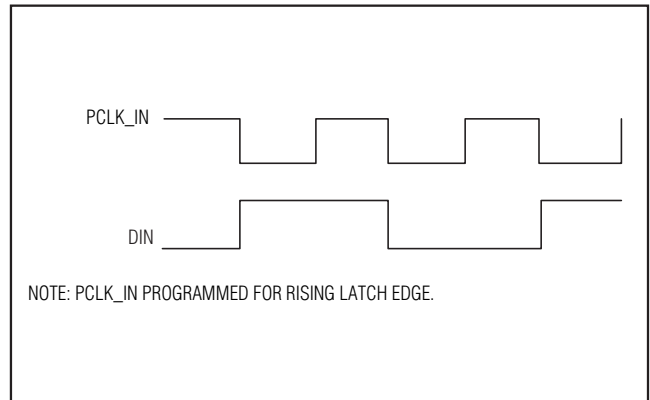 PCLK_IN
DIN
NOTE: PCLK_IN PROGRAMMED FOR RISING LATCH EDGE.